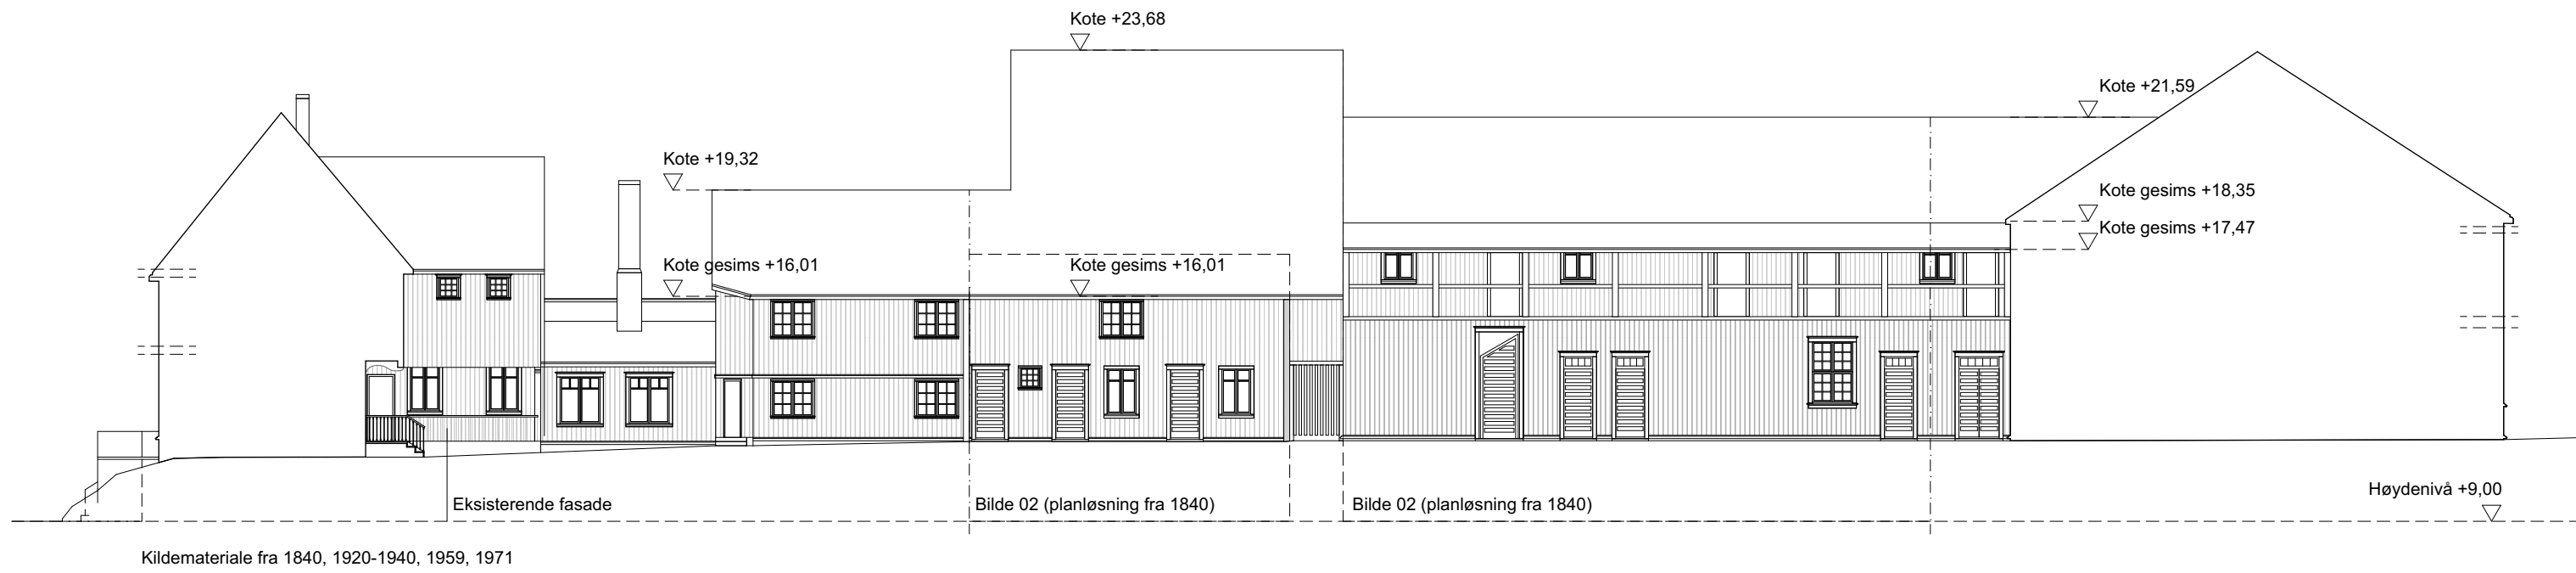 Kote +23,68
Kote +21,59
Kote +19,32
Kote gesims +18,35
Kote gesims +17,47
Kote gesims +16,01
Kote gesims +16,01
Høydenivå +9,00
Eksisterende fasade
Bilde 02 (planløsning fra 1840)
Bilde 02 (planløsning fra 1840)
Kildemateriale fra 1840, 1920-1940, 1959, 1971